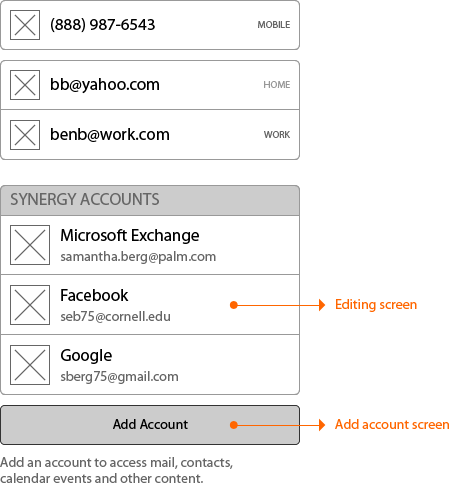 (888) 987-6543 MOBILE
bb@yahoo.com HOME
benb@work.com WORK
SYNERGY ACCOUNTS
Microsoft Exchange
samantha.berg@palm.com
Facebook
seb75@cornell.edu
Editing screen
Google
sberg75@gmail.com
Add Account
Add account screen
Add an account to access mail, contacts,
calendar events and other content.